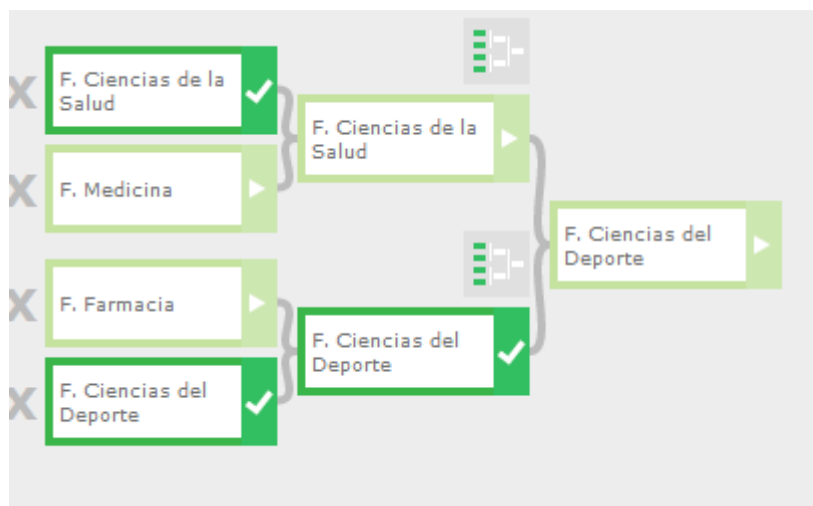 F. Ciencias de la
Salud
F. Medicina
F. Farmacia
F. Ciencias del
Deporte
F. Ciencias de la
Salud
F. Ciencias del
Deporte
F. Ciencias del
Deporte